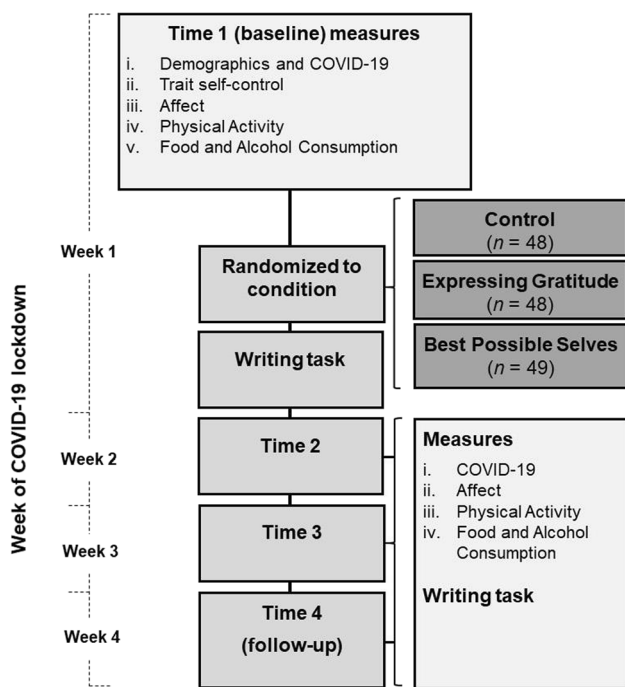 Time 1 (baseline) measures
i. Demographics and COVID-19
ii. Trait self-control
iii. Affect
iv. Physical Activity
v. Food and Alcohol Consumption
Week of COVID-19 lockdown
Week 1
Randomized to
condition
Control
(n = 48)
Expressing Gratitude
(n = 48)
Best Possible Selves
(n = 49)
Writing task
Week 2
Time 2
Week 3
Time 3
Week 4
Time 4
(follow-up)
Measures
i. COVID-19
ii. Affect
iii. Physical Activity
iv. Food and Alcohol
Consumption
Writing task